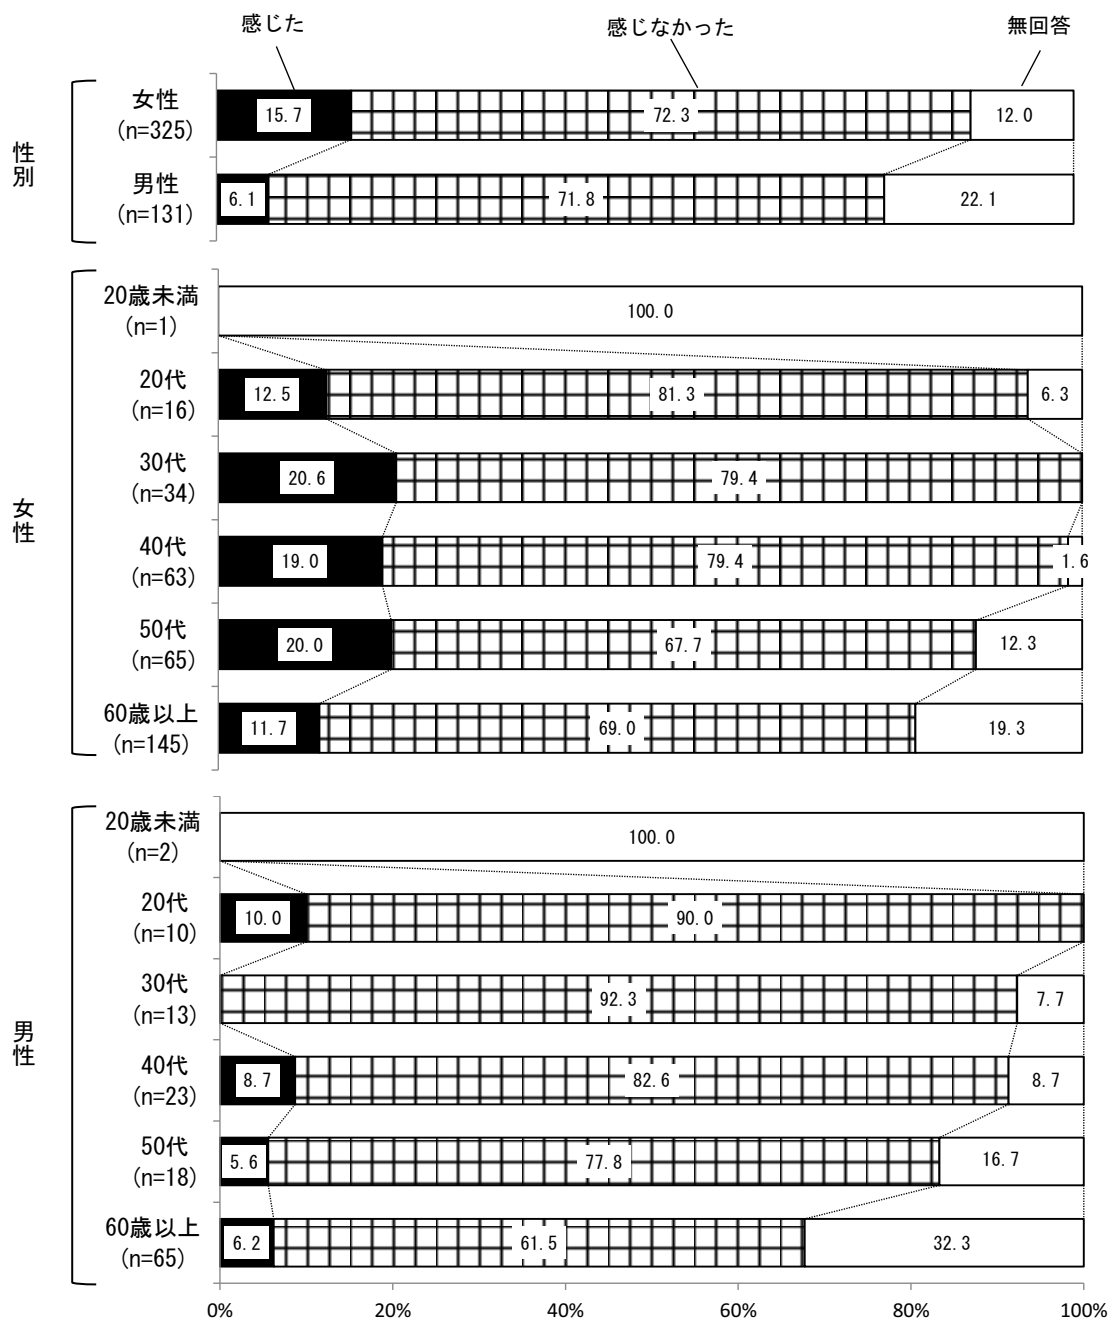 感じた 感じなかった 無回答
性別
女性
(n=325)
15.7 72.3 12.0
男性
(n=131)
6.1 71.8 22.1
女性
20歳未満
(n=1)
100.0
20代
(n=16)
12.5 81.3 6.3
30代
(n=34)
20.6 79.4
40代
(n=63)
19.0 79.4 1.6
50代
(n=65)
20.0 67.7 12.3
60歳以上
(n=145)
11.7 69.0 19.3
男性
20歳未満
(n=2)
100.0
20代
(n=10)
10.0 90.0
30代
(n=13)
92.3 7.7
40代
(n=23)
8.7 82.6 8.7
50代
(n=18)
5.6 77.8 16.7
60歳以上
(n=65)
6.2 61.5 32.3
0% 20% 40% 60% 80% 100%